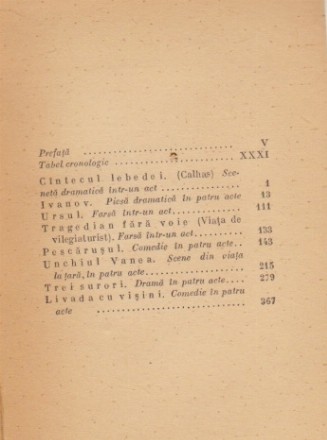 Prefață ........................ V
Tabel cronologic .................. XXXI
Cîntecul lebedei. (Calhas) Sce-
netă dramatică într-un act ............ 1
Ivanov. Piesă dramatică în patru acte 13
Ursul. Farsă într-un act ............ 111
Tragedian fără voie (Viața de
vilegiaturist). Farsă într-un act ........ 133
Pescărușul. Comedie în patru acte .. 143
Unchiul Vanea. Scene din viața
la țară, în patru acte ............ 215
Trei surori. Dramă în patru acte .... 279
Livada cu vișini. Comedie în patru
acte ........................ 367